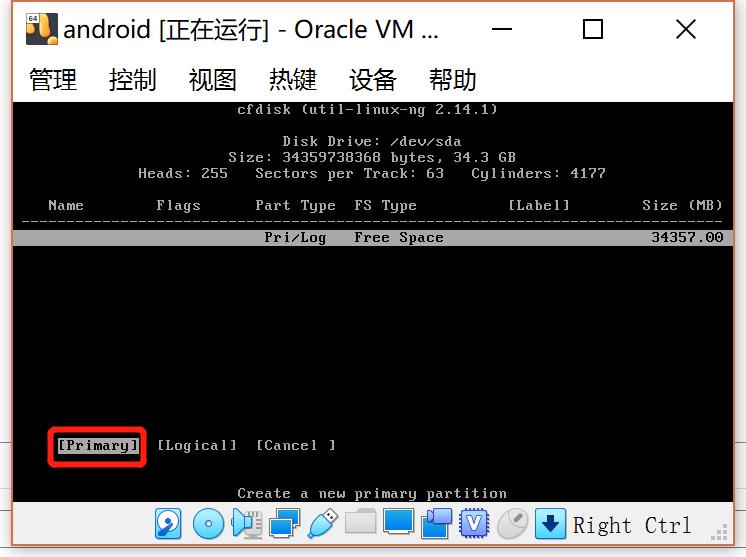 64
android [正在运行] - Oracle VM ...
管理 控制 视图 热键 设备 帮助
cfdisk (util-linux-ng 2.14.1)
Disk Drive: /dev/sda
Size: 34359738368 bytes, 34.3 GB
Heads: 255 Sectors per Track: 63 Cylinders: 4177
Name Flags Part Type FS Type [Label] Size (MB)
Pri/Log Free Space 34357.00
[Primary] [Logical] [Cancel ]
Create a new primary partition
V
Right Ctrl